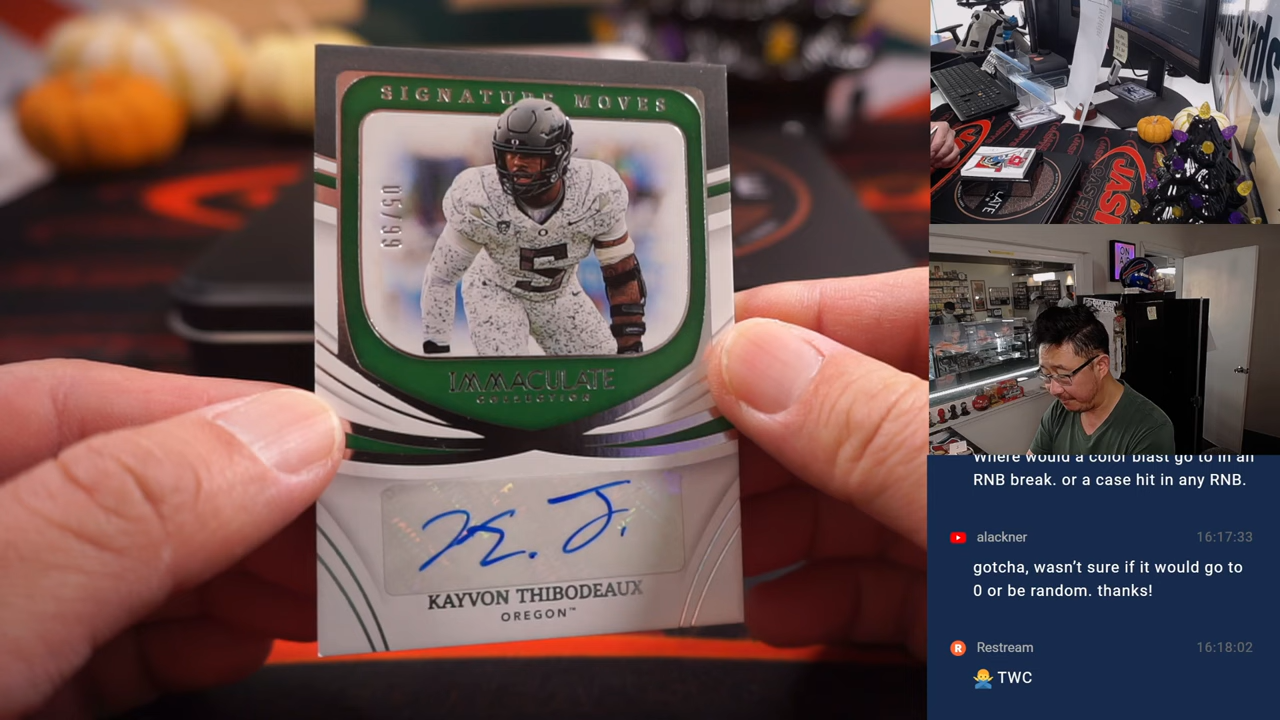 SIGNATURE MOVES
05/99
5
IMMACULATE
COLLECTION
KAYVON THIBODEAUX
OREGON™
JAS
Where would a color blast go to in an
RNB break. or a case hit in any RNB.
alackner
16:17:33
gotcha, wasn't sure if it would go to
0 or be random. thanks!
Restream
16:18:02
TWC